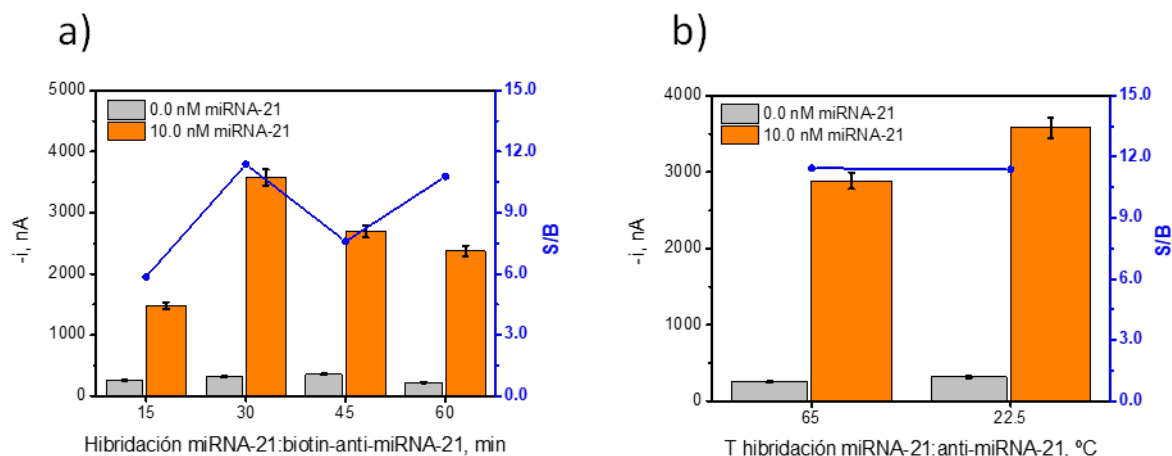 a)
5000
4000
3000
2000
1000
0
-i, nA
0.0 nM miRNA-21
10.0 nM miRNA-21
15.0
12.0
9.0
6.0
3.0
0.0
S/B
15 30 45 60
Hibridación miRNA-21:biotin-anti-miRNA-21, min
b)
4000
3000
2000
1000
0
-i, nA
0.0 nM miRNA-21
10.0 nM miRNA-21
15.0
12.0
9.0
6.0
3.0
0.0
S/B
65 22.5
T hibridación miRNA-21:anti-miRNA-21, ºC